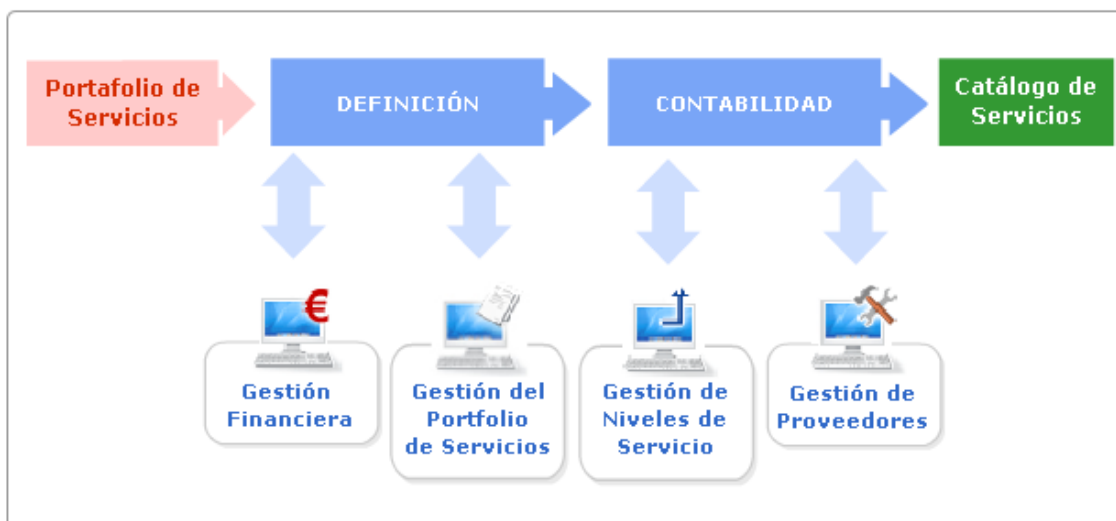 Portafolio de
Servicios
DEFINICIÓN
CONTABILIDAD
Catálogo de
Servicios
€
Gestión
Financiera
Gestión del
Portfolio
de Servicios
Gestión de
Niveles de
Servicio
Gestión de
Proveedores